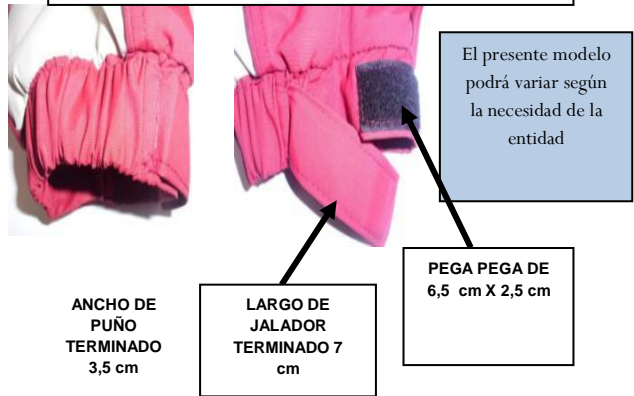 El presente modelo
podrá variar según
la necesidad de la
entidad
PEGA PEGA DE
6,5 cm X 2,5 cm
ANCHO DE
PUÑO
TERMINADO
3,5 cm
LARGO DE
JALADOR
TERMINADO 7
cm